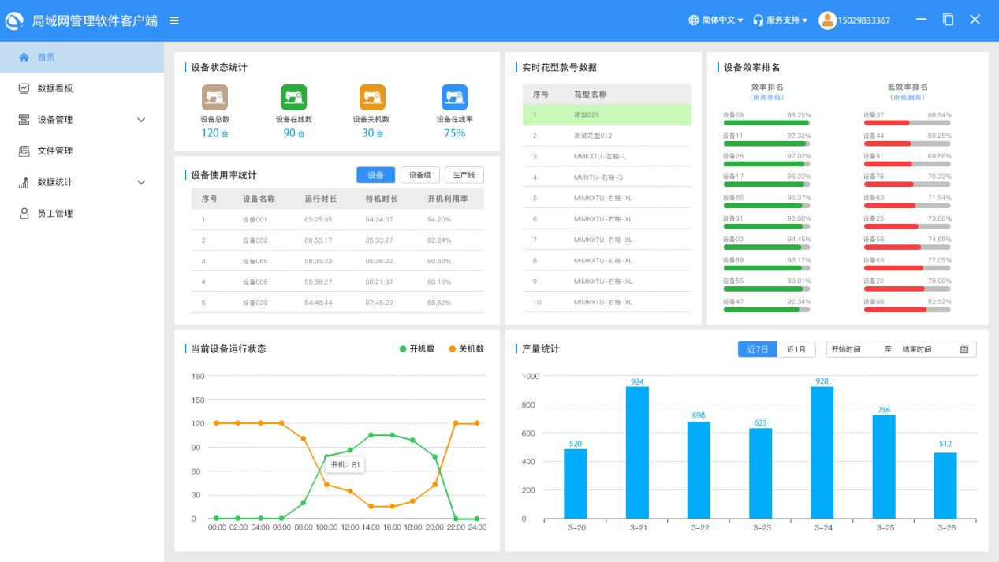 局域网管理软件客户端
简体中文
服务支持
15029833367
首页
数据看板
设备管理
文件管理
数据统计
员工管理
设备状态统计
设备总数 设备在线数 设备关机数 设备在线率
120 台 90 台 30 台 75%
设备使用率统计
设备 设备组 生产线
序号 设备名称 运行时长 待机时长 开机利用率
1 设备001 65:25:35 04:24:07 94.20%
2 设备052 60:55:17 05:33:27 92.24%
3 设备065 58:35:23 05:36:22 90.62%
4 设备008 55:38:27 06:21:37 90.16%
5 设备033 54:46:44 07:45:29 88.52%
实时花型款号数据
序号 花型名称
1 花型025
2 测试花型012
3 MMKXTU-左袖-L
4 MMXTU-右袖-S
5 MIMKXTU-右袖-XL
6 MIMKXTU-右袖-XL
7 MIMKXTU-右袖-XL
8 MIMKXTU-右袖-XL
9 MIMKXTU-右袖-XL
10 MIMKXTU-右袖-XL
设备效率排名
效率排名
(由高到低)
设备09 98.25%
设备11 97.32%
设备28 97.02%
设备17 96.22%
设备66 95.37%
设备31 95.00%
设备02 94.45%
设备89 93.17%
设备55 93.01%
设备47 92.34%
低效率排名
(由低到高)
设备37 68.54%
设备44 69.25%
设备51 69.86%
设备78 70.22%
设备63 71.54%
设备25 73.00%
设备58 74.65%
设备63 77.05%
设备22 79.00%
设备98 82.52%
当前设备运行状态
开机数 关机数
180
150
120
90
60
30
0
开机: 81
00:00 02:00 04:00 06:00 08:00 100:00 12:00 14:00 16:00 18:00 20:00 22:00 24:00
产量统计
近7日 近1月
开始时间 至 结束时间
1000
800
600
400
200
0
520 924 698 625 928 756 512
3-20 3-21 3-22 3-23 3-24 3-25 3-26